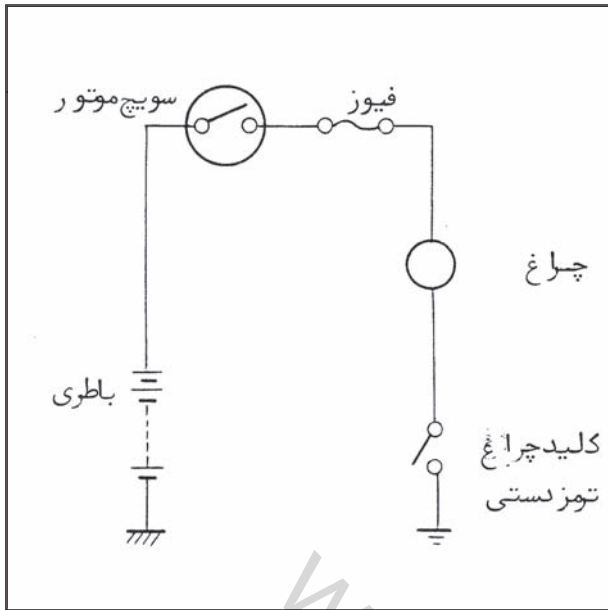 سویچ موتور
فیوز
چراغ
باطری
کلید چراغ
ترمز دستی